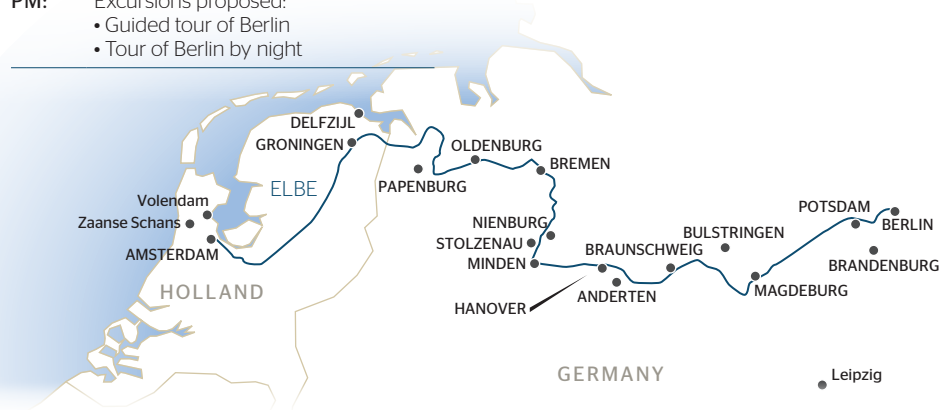 PM: Excursions proposed:
• Guided tour of Berlin
• Tour of Berlin by night
DELFZIJL
GRONINGEN
OLDENBURG
BREMEN
PAPENBURG
ELBE
Volendam
Zaanse Schans
AMSTERDAM
HOLLAND
NIENBURG
STOLZENAU
MINDEN
BRAUNSCHWEIG
BULSTRINGEN
POTSDAM
BERLIN
BRANDENBURG
MAGDEBURG
ANDERTEN
HANOVER
GERMANY
Leipzig